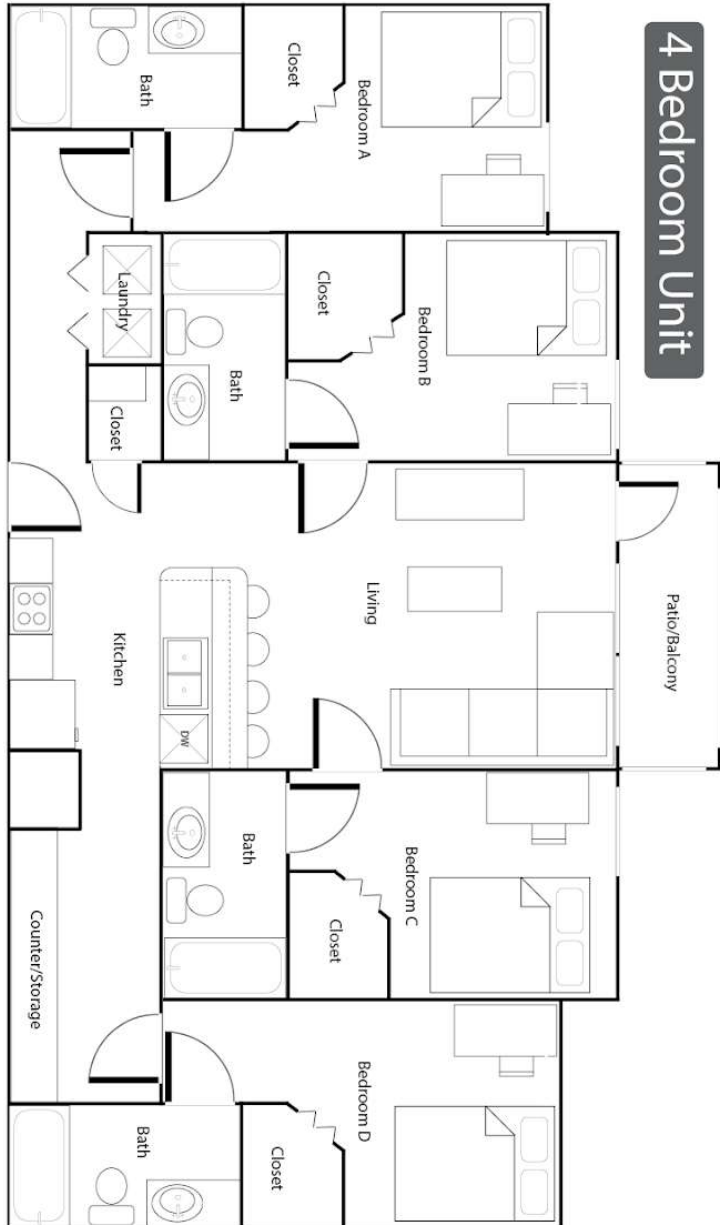 4 Bedroom Unit
Bath
Closet
Bedroom A
Laundry
Closet
Bath
Closet
Bedroom B
Living
Patio/Balcony
Kitchen
DW
Bath
Closet
Bedroom C
Counter/Storage
Bath
Closet
Bedroom D